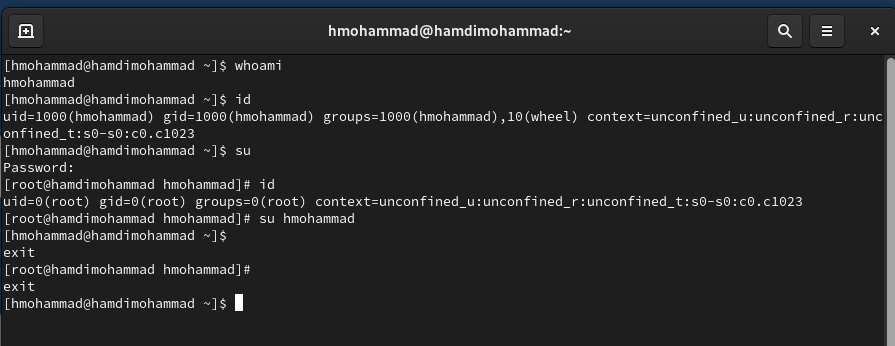 hmohammad@hamdimohammad:~
[hmohammad@hamdimohammad ~]$ whoami
hmohammad
[hmohammad@hamdimohammad ~]$ id
uid=1000(hmohammad) gid=1000(hmohammad) groups=1000(hmohammad),10(wheel) context=unconfined_u:unconfined_r:unc
onfined_t:s0-s0:c0.c1023
[hmohammad@hamdimohammad ~]$ su
Password:
[root@hamdimohammad hmohammad]# id
uid=0(root) gid=0(root) groups=0(root) context=unconfined_u:unconfined_r:unconfined_t:s0-s0:c0.c1023
[root@hamdimohammad hmohammad]# su hmohammad
[hmohammad@hamdimohammad ~]$
exit
[root@hamdimohammad hmohammad]#
exit
[hmohammad@hamdimohammad ~]$